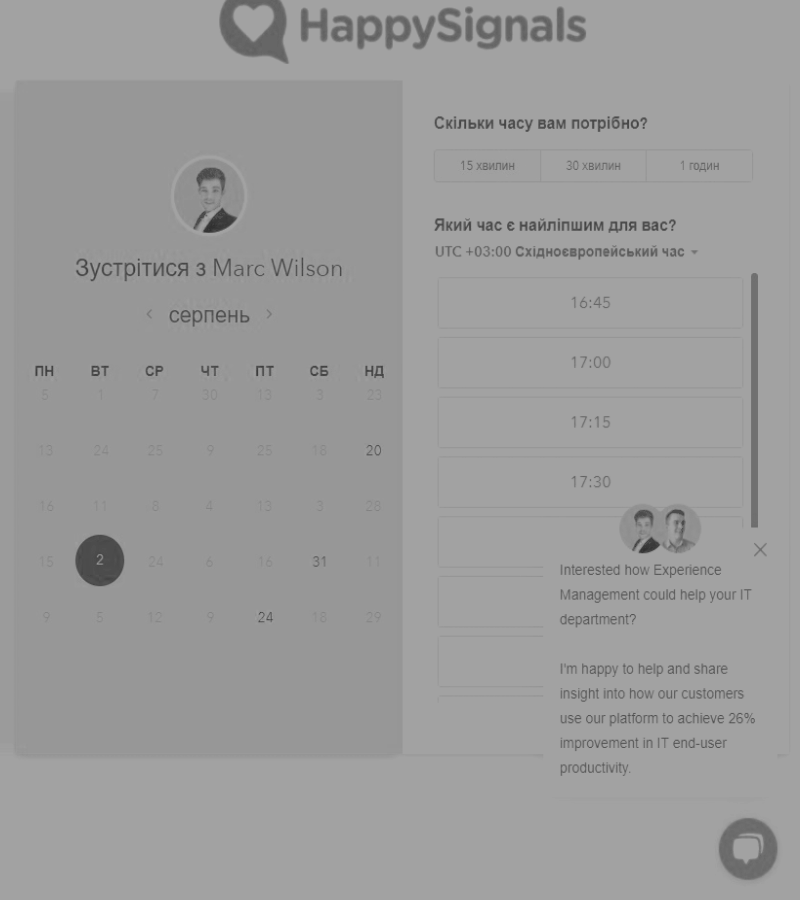 HappySignals
Зустрітися з Marc Wilson
серпень
ПН ВТ СР ЧТ ПТ СБ НД
5 1 7 30 13 3 23
13 24 25 9 25 18 20
16 11 8 4 13 3 28
15 2 24 6 16 31 11
9 5 12 9 24 18 29
Скільки часу вам потрібно?
15 хвилин 30 хвилин 1 годин
Який час є найліпшим для вас?
UTC +03:00 Східноєвропейський час
16:45
17:00
17:15
17:30
Interested how Experience
Management could help your IT
department?
I'm happy to help and share
insight into how our customers
use our platform to achieve 26%
improvement in IT end-user
productivity.